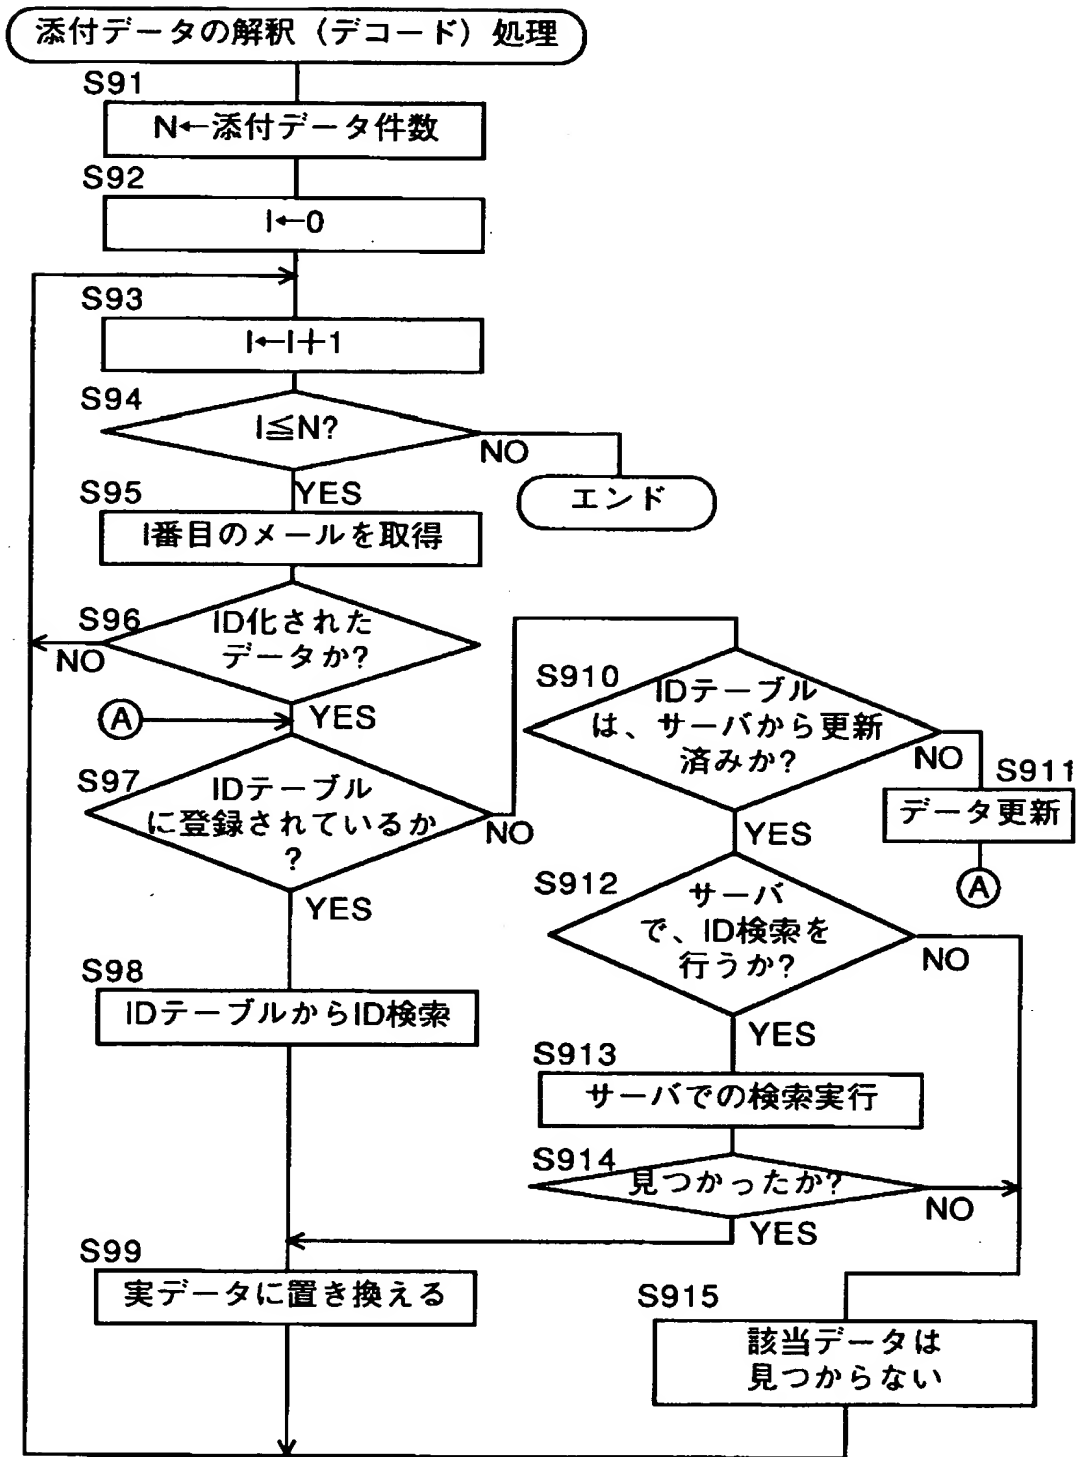 添付データの解釈（デコード）処理
S91
N←添付データ件数
S92
I←0
S93
I←I+1
S94
I≦N?
NO
エンド
YES
S95
I番目のメールを取得
S96
ID化された
データか?
NO
YES
A
S97
IDテーブル
に登録されているか
?
NO
YES
S98
IDテーブルからID検索
S99
実データに置き換える
S910
IDテーブル
は、サーバから更新
済みか?
NO
S911
データ更新
A
YES
S912
サーバ
で、ID検索を
行うか?
NO
YES
S913
サーバでの検索実行
S914
見つかったか?
NO
YES
S915
該当データは
見つからない